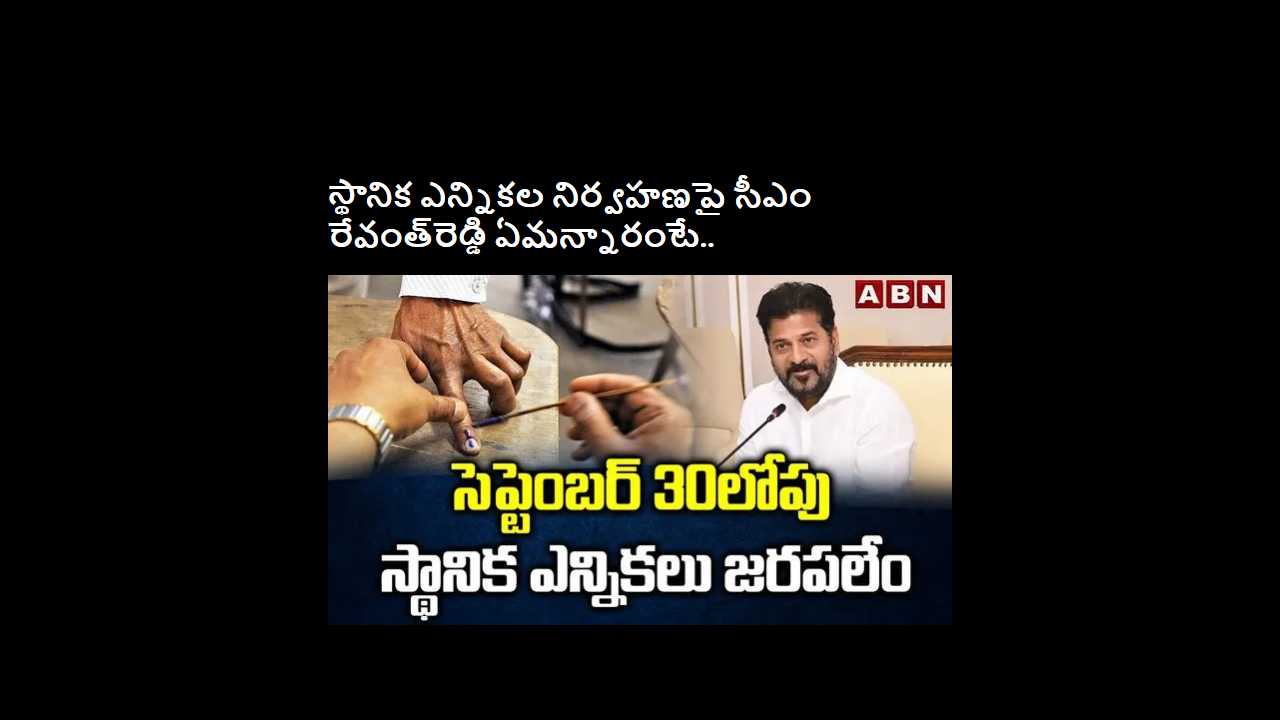 స్థానిక ఎన్నికల నిర్వహణపై సీఎం
రేవంత్‌రెడ్డి ఏమన్నారంటే..
ABN
సెప్టెంబర్ 30లోపు
స్థానిక ఎన్నికలు జరపలేం